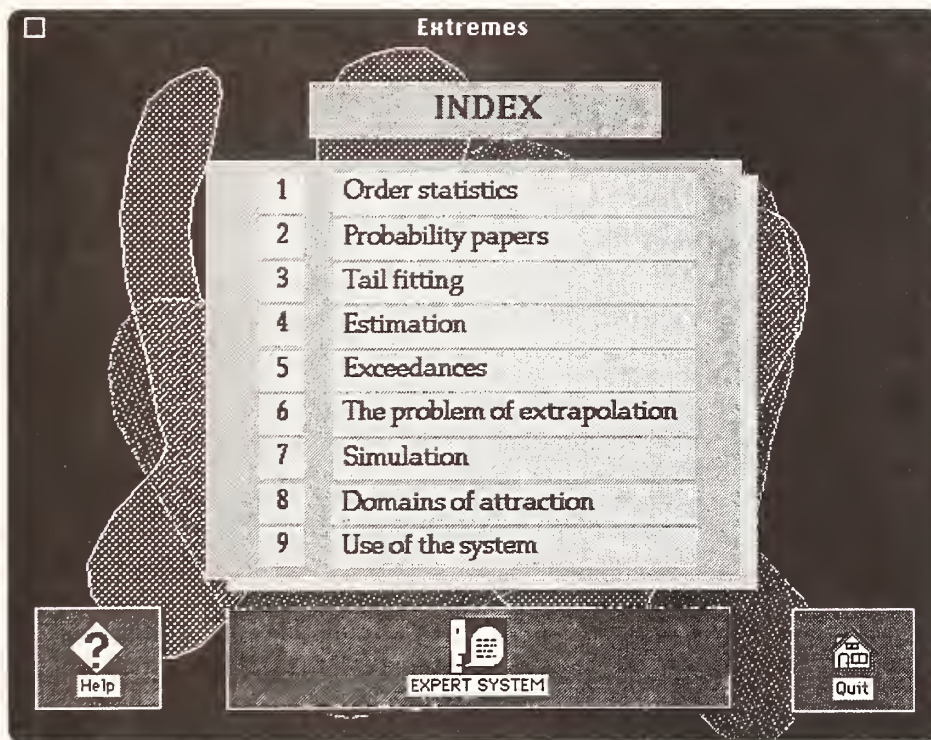 Extremes
INDEX
1 Order statistics
2 Probability papers
3 Tail fitting
4 Estimation
5 Exceedances
6 The problem of extrapolation
7 Simulation
8 Domains of attraction
9 Use of the system
? Help
EXPERT SYSTEM
Quit